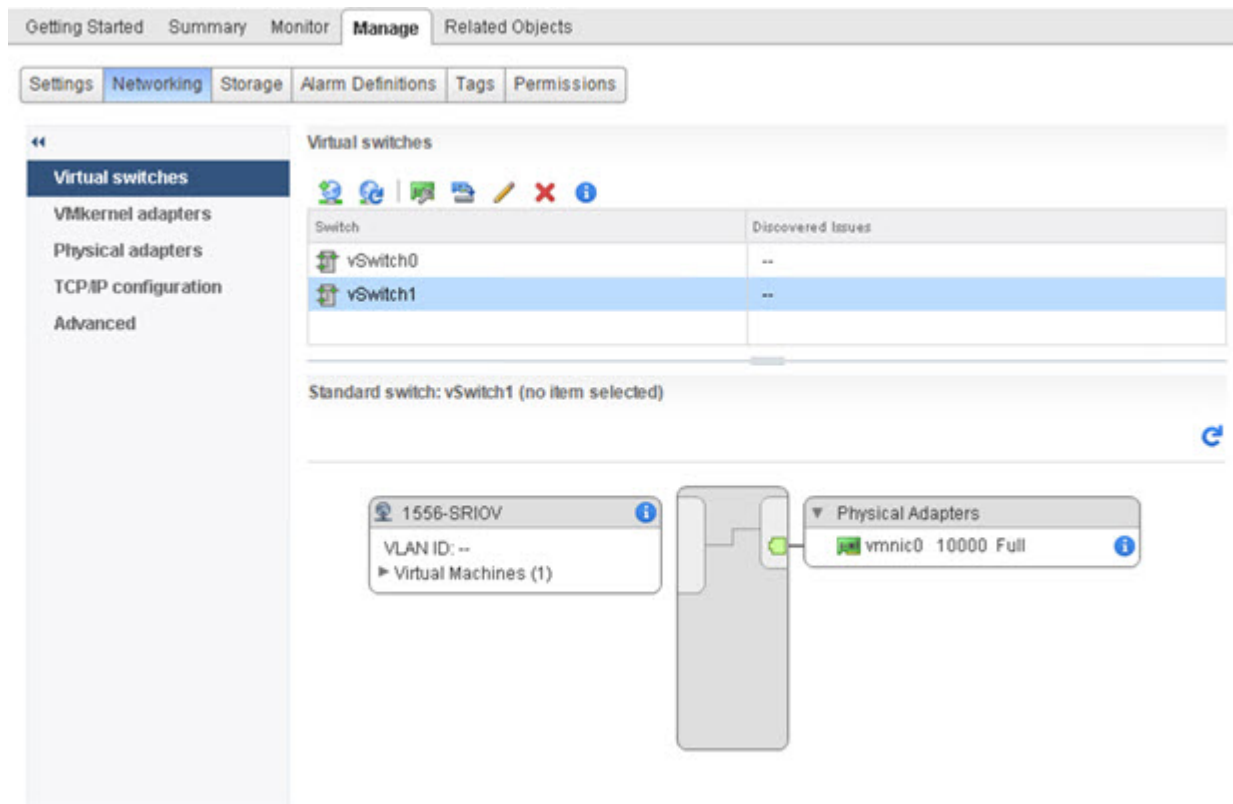 Getting Started Summary Monitor Manage Related Objects
Settings Networking Storage Alarm Definitions Tags Permissions
Virtual switches
VMkernel adapters
Physical adapters
TCP/IP configuration
Advanced
Virtual switches
Switch Discovered Issues
vSwitch0 --
vSwitch1 --
Standard switch: vSwitch1 (no item selected)
1556-SRIOV
VLAN ID: --
Virtual Machines (1)
Physical Adapters
vmnic0 10000 Full